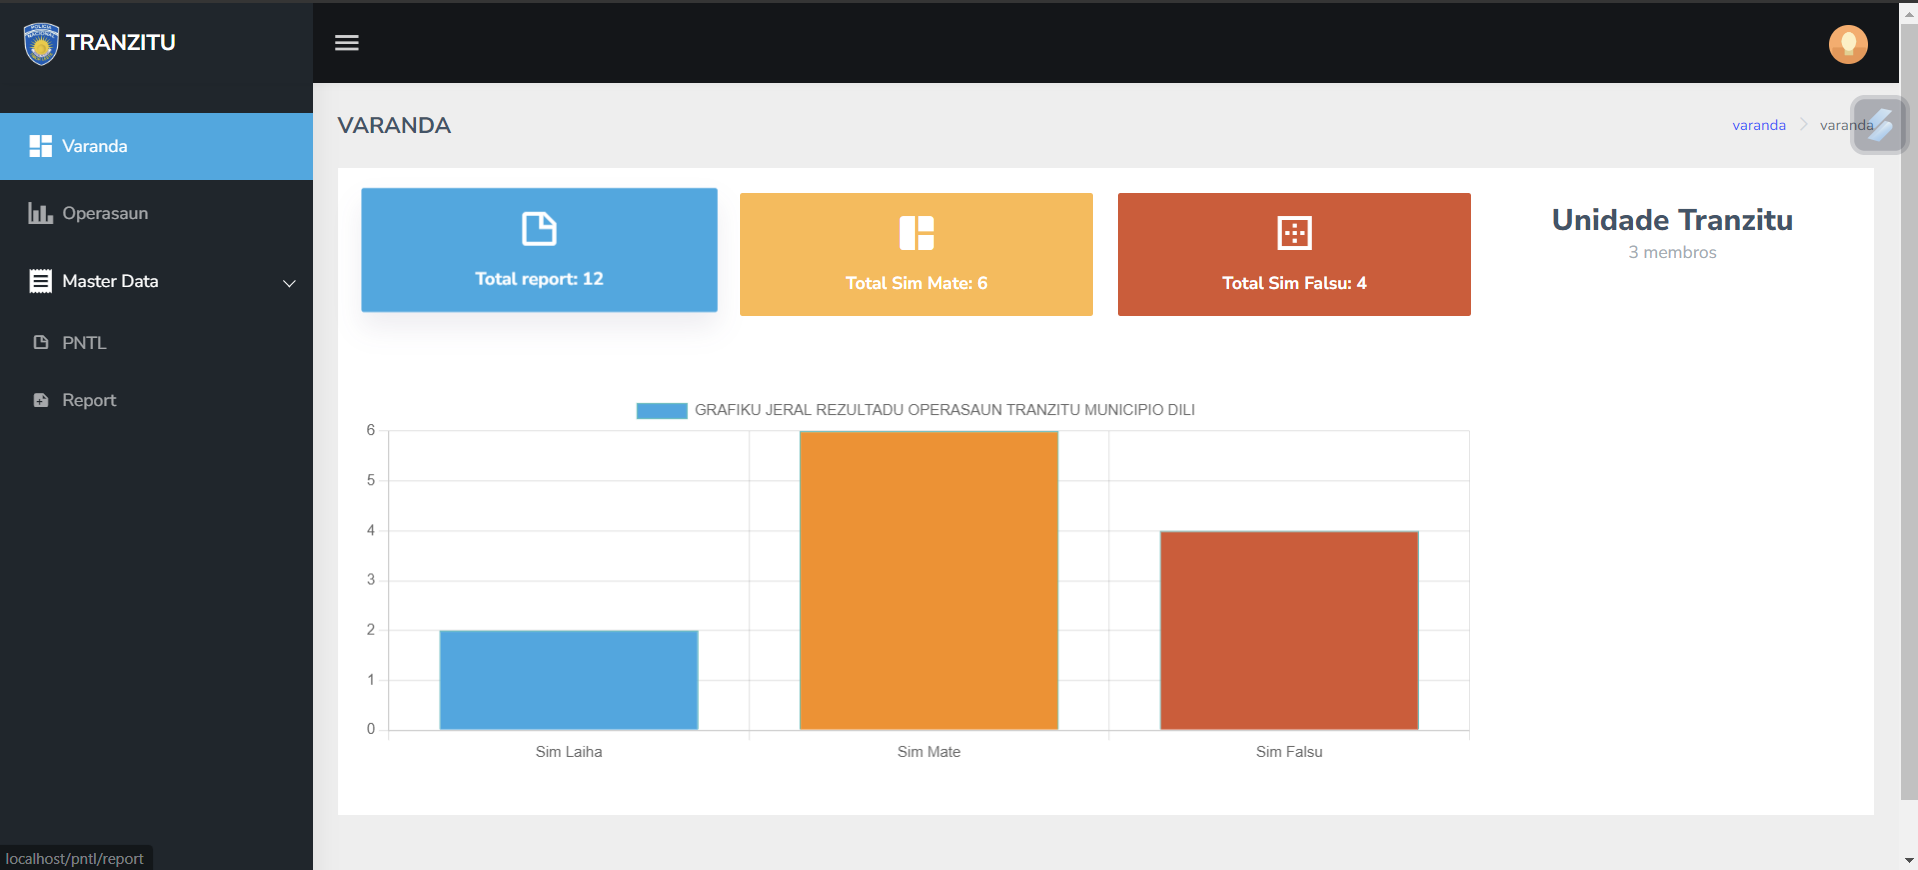 TRANZITU
Varanda
Operasaun
Master Data
PNTL
Report
VARANDA
varanda
varanda
Total report: 12
Total Sim Mate: 6
Total Sim Falsu: 4
Unidade Tranzitu
3 membros
GRAFIKU JERAL REZULTADU OPERASAUN TRANZITU MUNICIPIO DILI
6
5
4
3
2
1
0
Sim Laiha
Sim Mate
Sim Falsu
localhost/pntl/report